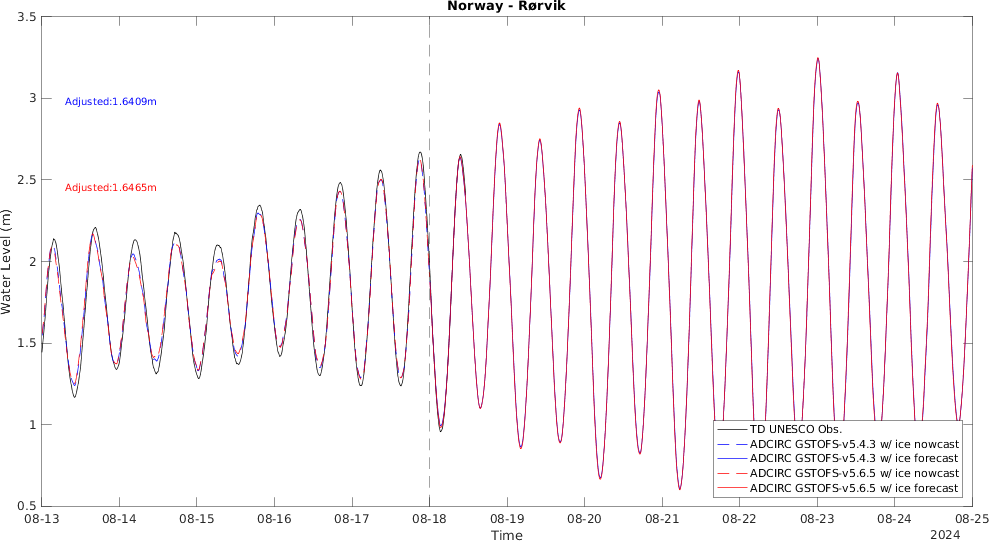 Norway - Rørvik
3.5
3
2.5
2
1.5
1
0.5
Water Level (m)
Adjusted:1.6409m
Adjusted:1.6465m
TD UNESCO Obs.
ADCIRC GSTOFS-v5.4.3 w/ ice nowcast
ADCIRC GSTOFS-v5.4.3 w/ ice forecast
ADCIRC GSTOFS-v5.6.5 w/ ice nowcast
ADCIRC GSTOFS-v5.6.5 w/ ice forecast
08-13 08-14 08-15 08-16 08-17 08-18 08-19 08-20 08-21 08-22 08-23 08-24 08-25
Time
2024